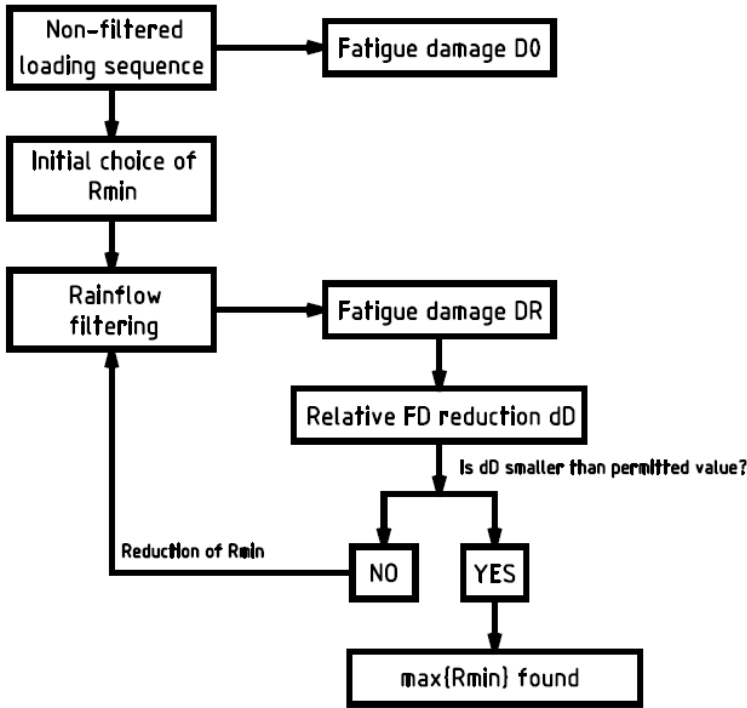 Non-filtered
loading sequence
Fatigue damage D0
Initial choice of
Rmin
Rainflow
filtering
Fatigue damage DR
Relative FD reduction dD
Is dD smaller than permitted value?
Reduction of Rmin
NO
YES
max{Rmin} found